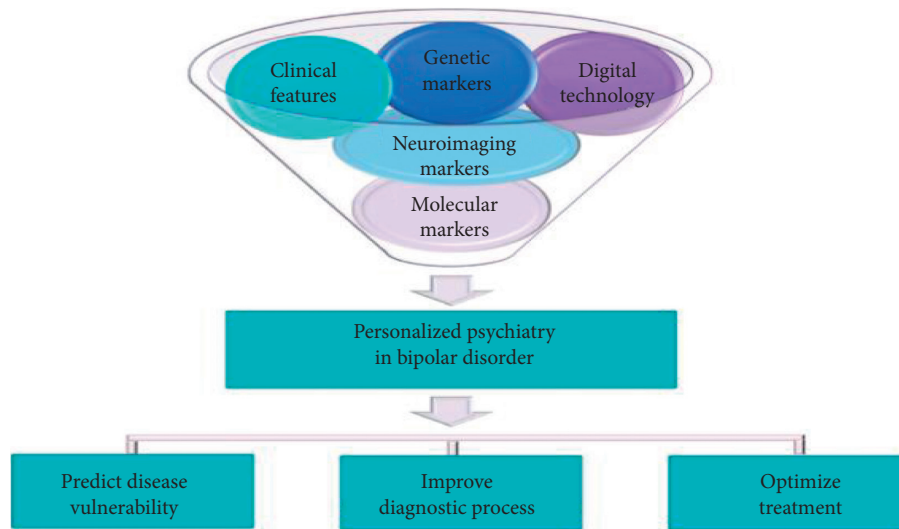 Clinical
features
Genetic
markers
Digital
technology
Neuroimaging
markers
Molecular
markers
Personalized psychiatry
in bipolar disorder
Predict disease
vulnerability
Improve
diagnostic process
Optimize
treatment